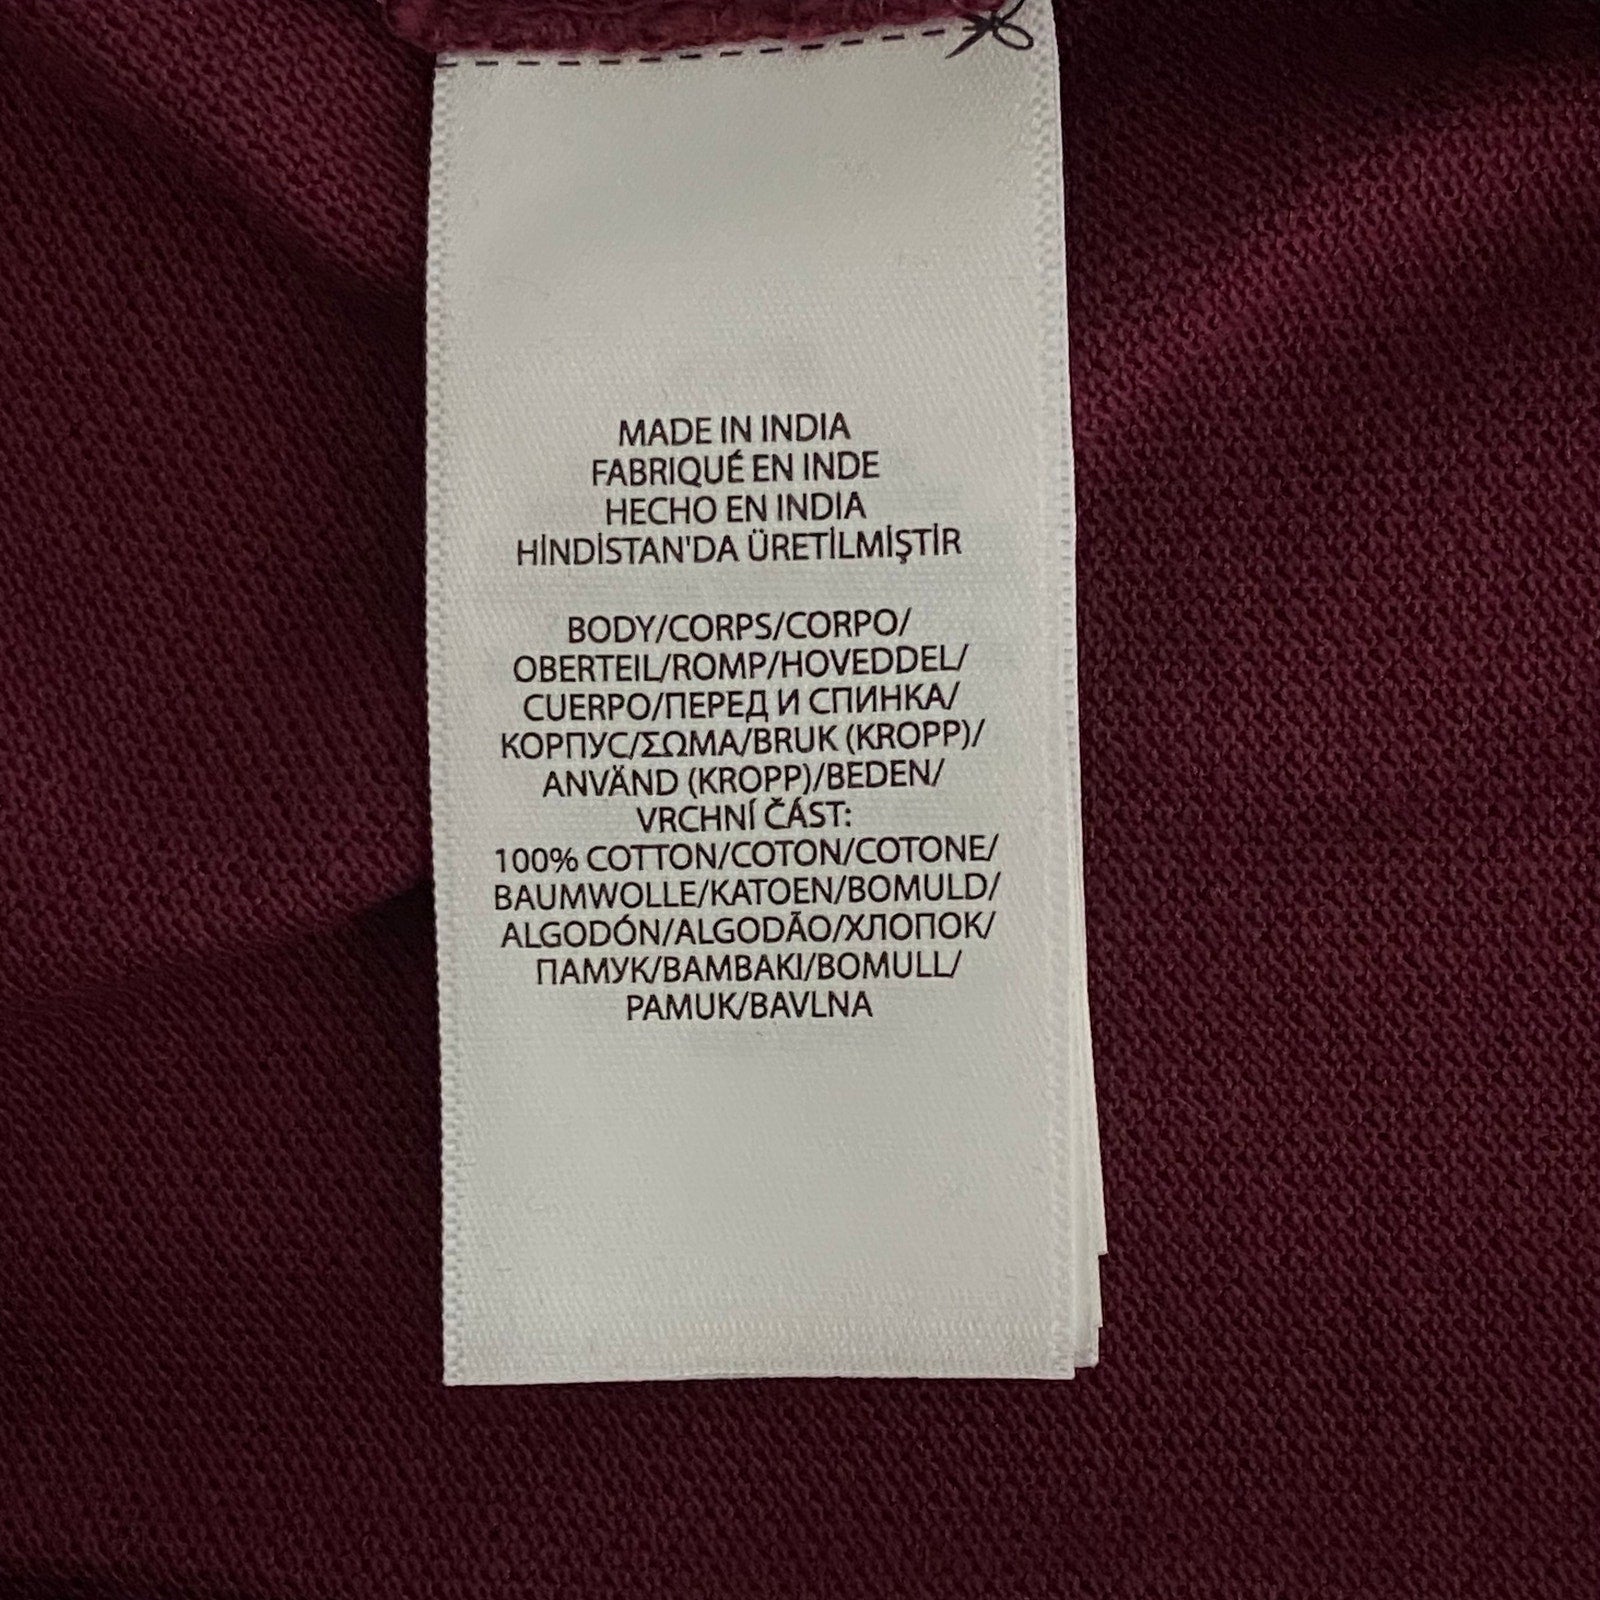 MADE IN INDIA
FABRIQUÉ EN INDE
HECHO EN INDIA
HİNDİSTAN'DA ÜRETİLMİŞTİR
BODY/CORPS/CORPO/
OBERTEIL/ROMP/HOVEDDEL/
CUERPO/ПЕРЕД И СПИНКА/
КОРПУС/ΣΩΜΑ/BRUK (KROPP)/
ANVÄND (KROPP)/BEDEN/
VRCHNÍ ČÁST:
100% COTTON/COTON/COTONE/
BAUMWOLLE/KATOEN/BOMULD/
ALGODÓN/ALGODÃO/ХЛОПОК/
ПАМУК/BAMBAKI/BOMULL/
PAMUK/BAVLNA